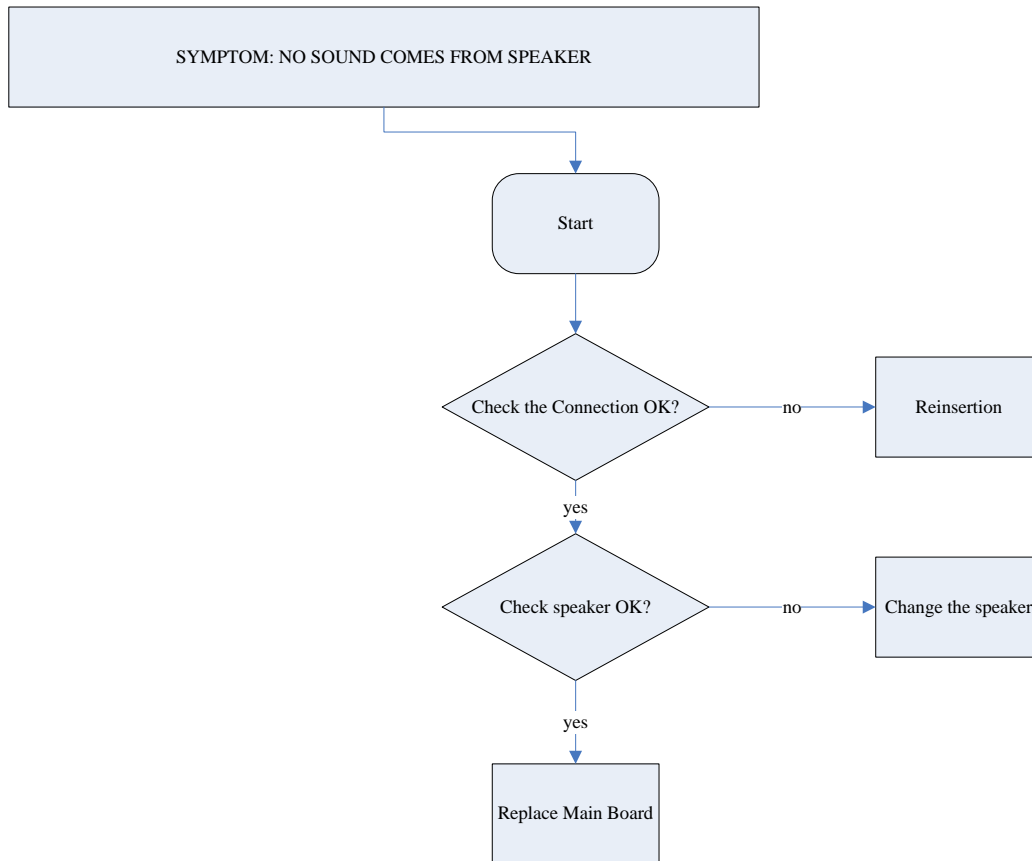 SYMPTOM: NO SOUND COMES FROM SPEAKER
Start
Check the Connection OK?
no
Reinsertion
yes
Check speaker OK?
no
Change the speaker
yes
Replace Main Board